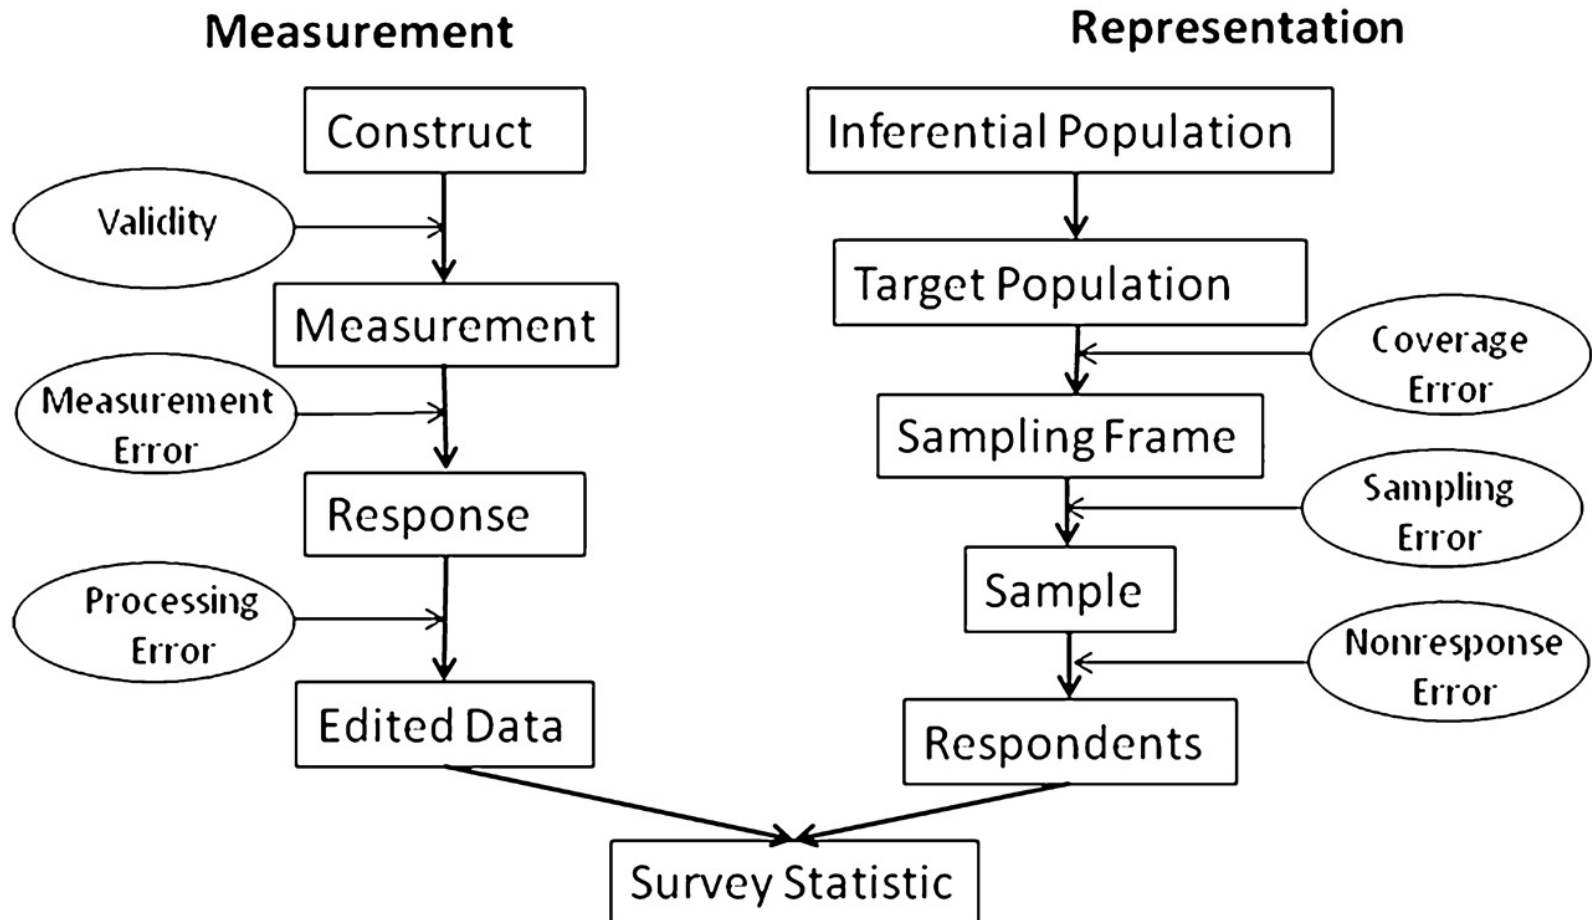 Measurement
Construct
Validity
Measurement
Measurement
Error
Response
Processing
Error
Edited Data
Representation
Inferential Population
Target Population
Coverage
Error
Sampling Frame
Sampling
Error
Sample
Nonresponse
Error
Respondents
Survey Statistic